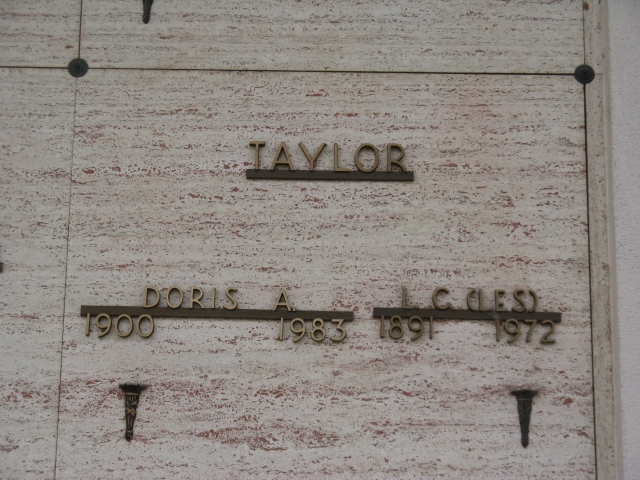 TAYLOR
DORIS A. L. C. (LES)
1900 1983 1891 1972